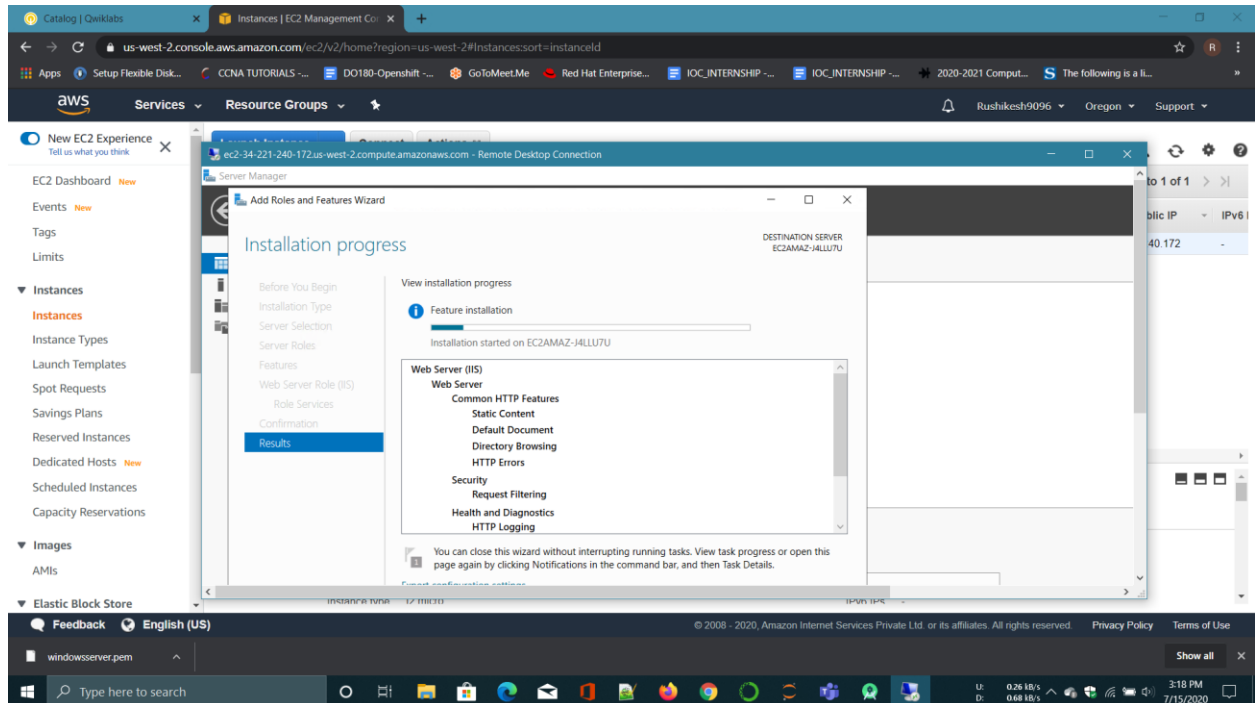 Catalog | Qwiklabs
Instances | EC2 Management Co
us-west-2.console.aws.amazon.com/ec2/v2/home?region=us-west-2#Instances:sort=instanceId
R
Apps
Setup Flexible Disk...
CCNA TUTORIALS -...
DO180-Openshift -...
GoToMeet.Me
Red Hat Enterprise...
IOC_INTERNSHIP -...
IOC_INTERNSHIP -...
2020-2021 Comput...
The following is a li...
aws
Services
Resource Groups
Rushikesh9096
Oregon
Support
New EC2 Experience
Tell us what you think
EC2 Dashboard New
Events New
Tags
Limits
Instances
Instances
Instance Types
Launch Templates
Spot Requests
Savings Plans
Reserved Instances
Dedicated Hosts New
Scheduled Instances
Capacity Reservations
Images
AMIs
Elastic Block Store
ec2-34-221-240-172.us-west-2.compute.amazonaws.com - Remote Desktop Connection
Server Manager
Add Roles and Features Wizard
Installation progress
DESTINATION SERVER
EC2AMAZ-J4LLU7U
Before You Begin
Installation Type
Server Selection
Server Roles
Features
Web Server Role (IIS)
Role Services
Confirmation
Results
View installation progress
Feature installation
Installation started on EC2AMAZ-J4LLU7U
Web Server (IIS)
Web Server
Common HTTP Features
Static Content
Default Document
Directory Browsing
HTTP Errors
Security
Request Filtering
Health and Diagnostics
HTTP Logging
1
You can close this wizard without interrupting running tasks. View task progress or open this
page again by clicking Notifications in the command bar, and then Task Details.
Export configuration settings
to 1 of 1
blic IP
IPv6
40.172
-
Feedback
English (US)
© 2008 - 2020, Amazon Internet Services Private Ltd. or its affiliates. All rights reserved.
Privacy Policy
Terms of Use
windowsserver.pem
Show all
Type here to search
U: 0.26 kB/s
D: 0.68 kB/s
3:18 PM
7/15/2020